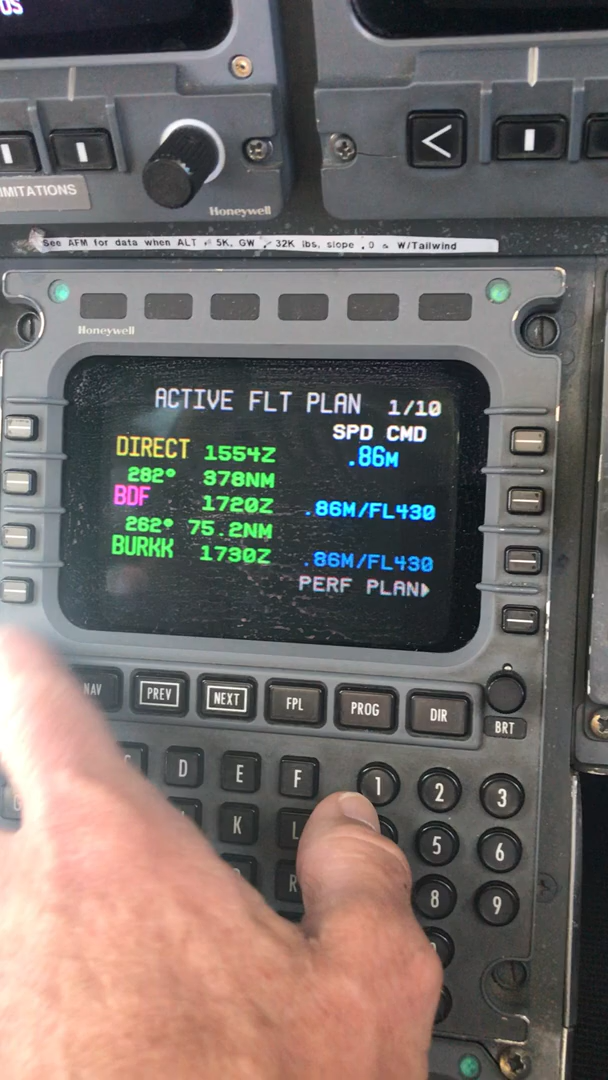 OS
IMITATIONS
Honeywell
<
See AFM for data when ALT 5K, GW 32K lbs, slope .0 & W/Tailwind
Honeywell
ACTIVE FLT PLAN 1/10
SPD CMD
DIRECT 1554Z .86M
282° 378NM
BDF 1720Z .86M/FL430
262° 75.2NM
BURKK 1730Z .86M/FL430
PERF PLAN
NAV PREV NEXT FPL PROG DIR
BRT
D E F 1 2 3
K L 5 6
R 8 9